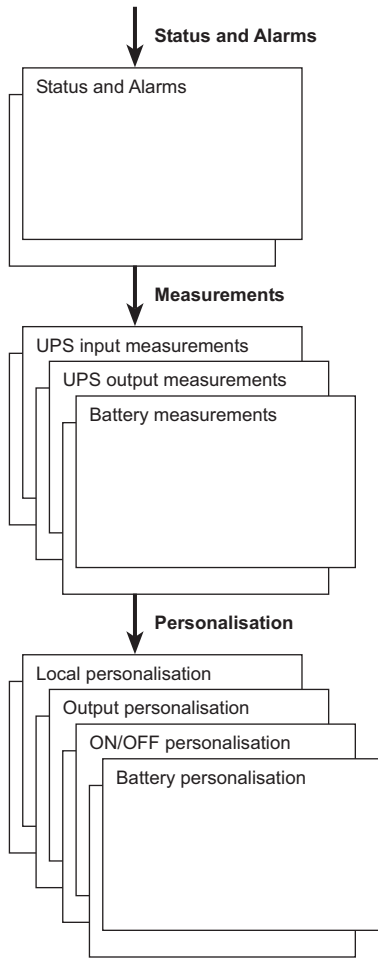 Status and Alarms
Status and Alarms
Measurements
UPS input measurements
UPS output measurements
Battery measurements
Personalisation
Local personalisation
Output personalisation
ON/OFF personalisation
Battery personalisation